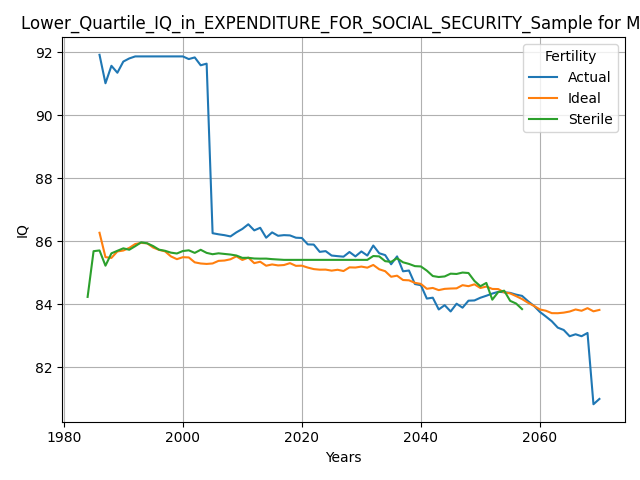 Lower_Quartile_IQ_in_EXPENDITURE_FOR_SOCIAL_SECURITY_Sample for M
Fertility
Actual
Ideal
Sterile
IQ
92
90
88
86
84
82
1980
2000
2020
2040
2060
Years